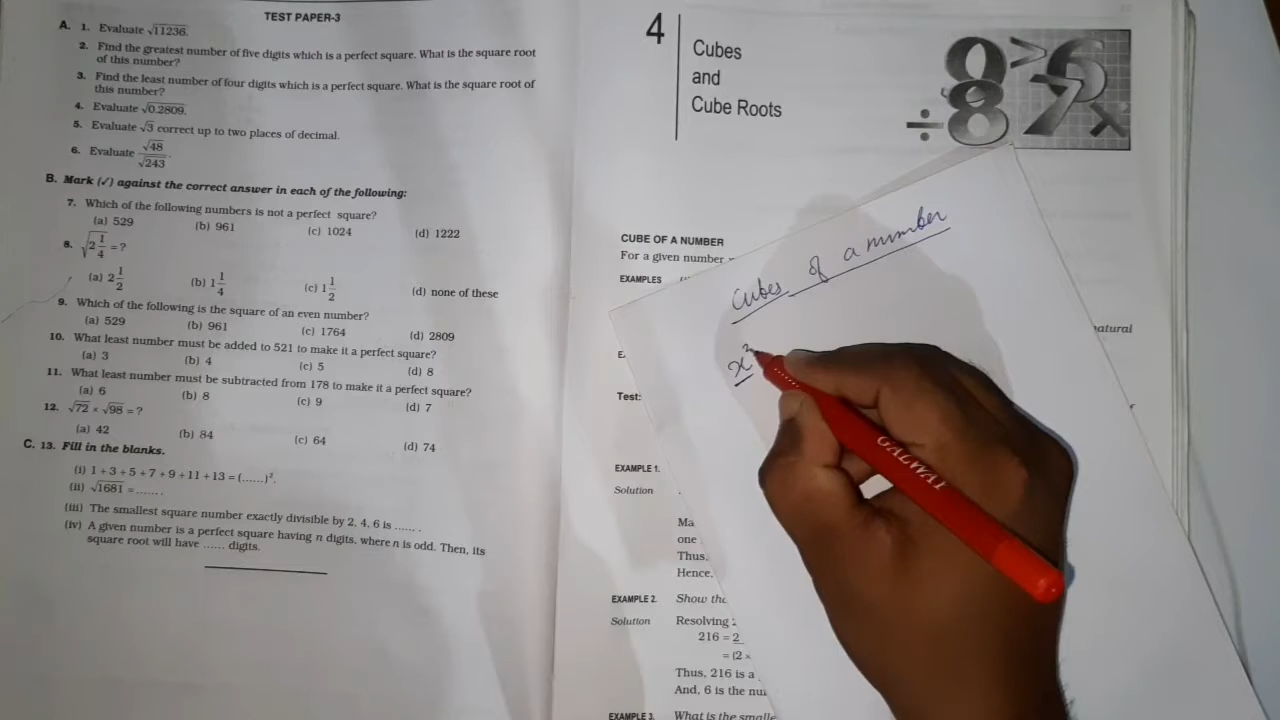 TEST PAPER-3
A. 1. Evaluate √11236.
2. Find the greatest number of five digits which is a perfect square. What is the square root
of this number?
3. Find the least number of four digits which is a perfect square. What is the square root of
this number?
4. Evaluate √0.2809.
5. Evaluate √3 correct up to two places of decimal.
6. Evaluate √48/√243.
B. Mark (✓) against the correct answer in each of the following:
7. Which of the following numbers is not a perfect square?
(a) 529 (b) 961 (c) 1024 (d) 1222
8. √2 1/4 = ?
(a) 2 1/2 (b) 1 1/4 (c) 1 1/2 (d) none of these
9. Which of the following is the square of an even number?
(a) 529 (b) 961 (c) 1764 (d) 2809
10. What least number must be added to 521 to make it a perfect square?
(a) 3 (b) 4 (c) 5 (d) 8
11. What least number must be subtracted from 178 to make it a perfect square?
(a) 6 (b) 8 (c) 9 (d) 7
12. √72 × √98 = ?
(a) 42 (b) 84 (c) 64 (d) 74
C. 13. Fill in the blanks.
(i) 1 + 3 + 5 + 7 + 9 + 11 + 13 = (......)².
(ii) √1681 = ...... .
(iii) The smallest square number exactly divisible by 2, 4, 6 is ...... .
(iv) A given number is a perfect square having n digits, where n is odd. Then, its
square root will have ...... digits.
4
Cubes
and
Cube Roots
CUBE OF A NUMBER
For a given number
EXAMPLES
Cubes of a number
Test:
EXAMPLE 1.
Solution
one
Thus,
Hence,
EXAMPLE 2. Show
Solution Resolving
216 = 2
= (2 ×
Thus, 216 is a
And, 6 is the
EXAMPLE 3. What is the
GALWAY